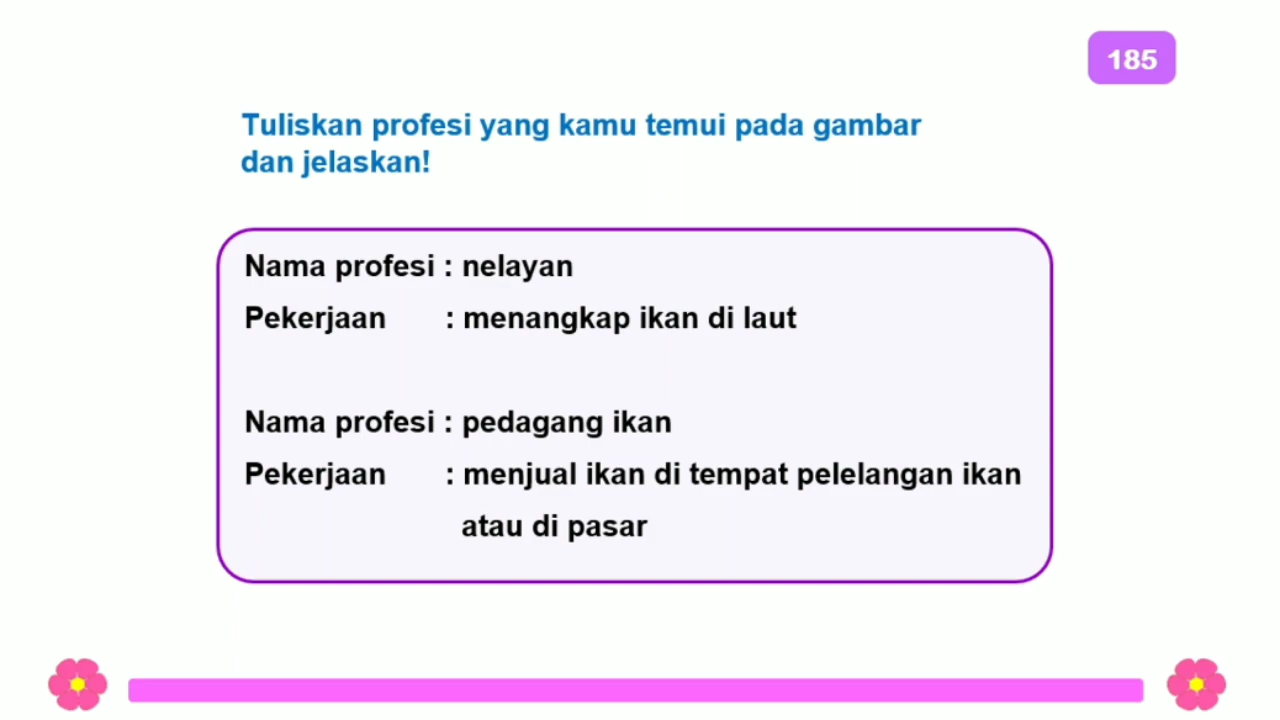 185
Tuliskan profesi yang kamu temui pada gambar
dan jelaskan!
Nama profesi : nelayan
Pekerjaan : menangkap ikan di laut
Nama profesi : pedagang ikan
Pekerjaan : menjual ikan di tempat pelelangan ikan
atau di pasar